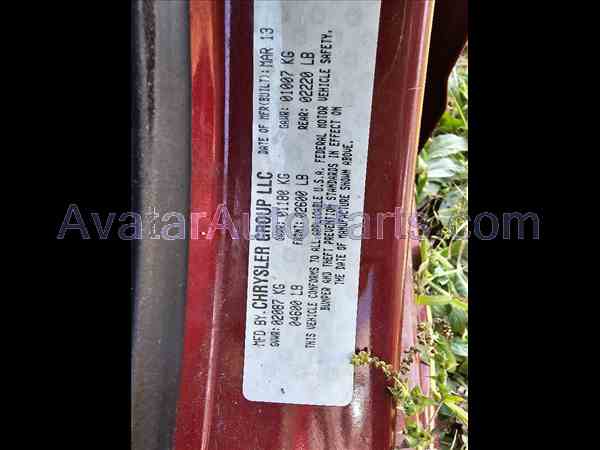 MFD BY: CHRYSLER GROUP LLC DATE OF MFR(BUILT): MAR 13
GVWR: 02087 KG GAWR: 01180 KG GAWR: 01007 KG
04600 LB FRONT: 02600 LB REAR: 02220 LB
THIS VEHICLE CONFORMS TO ALL APPLICABLE U.S.A. FEDERAL MOTOR VEHICLE SAFETY,
BUMPER AND THEFT PREVENTION STANDARDS IN EFFECT ON
THE DATE OF MANUFACTURE SHOWN ABOVE.
AvatarAutoParts.com